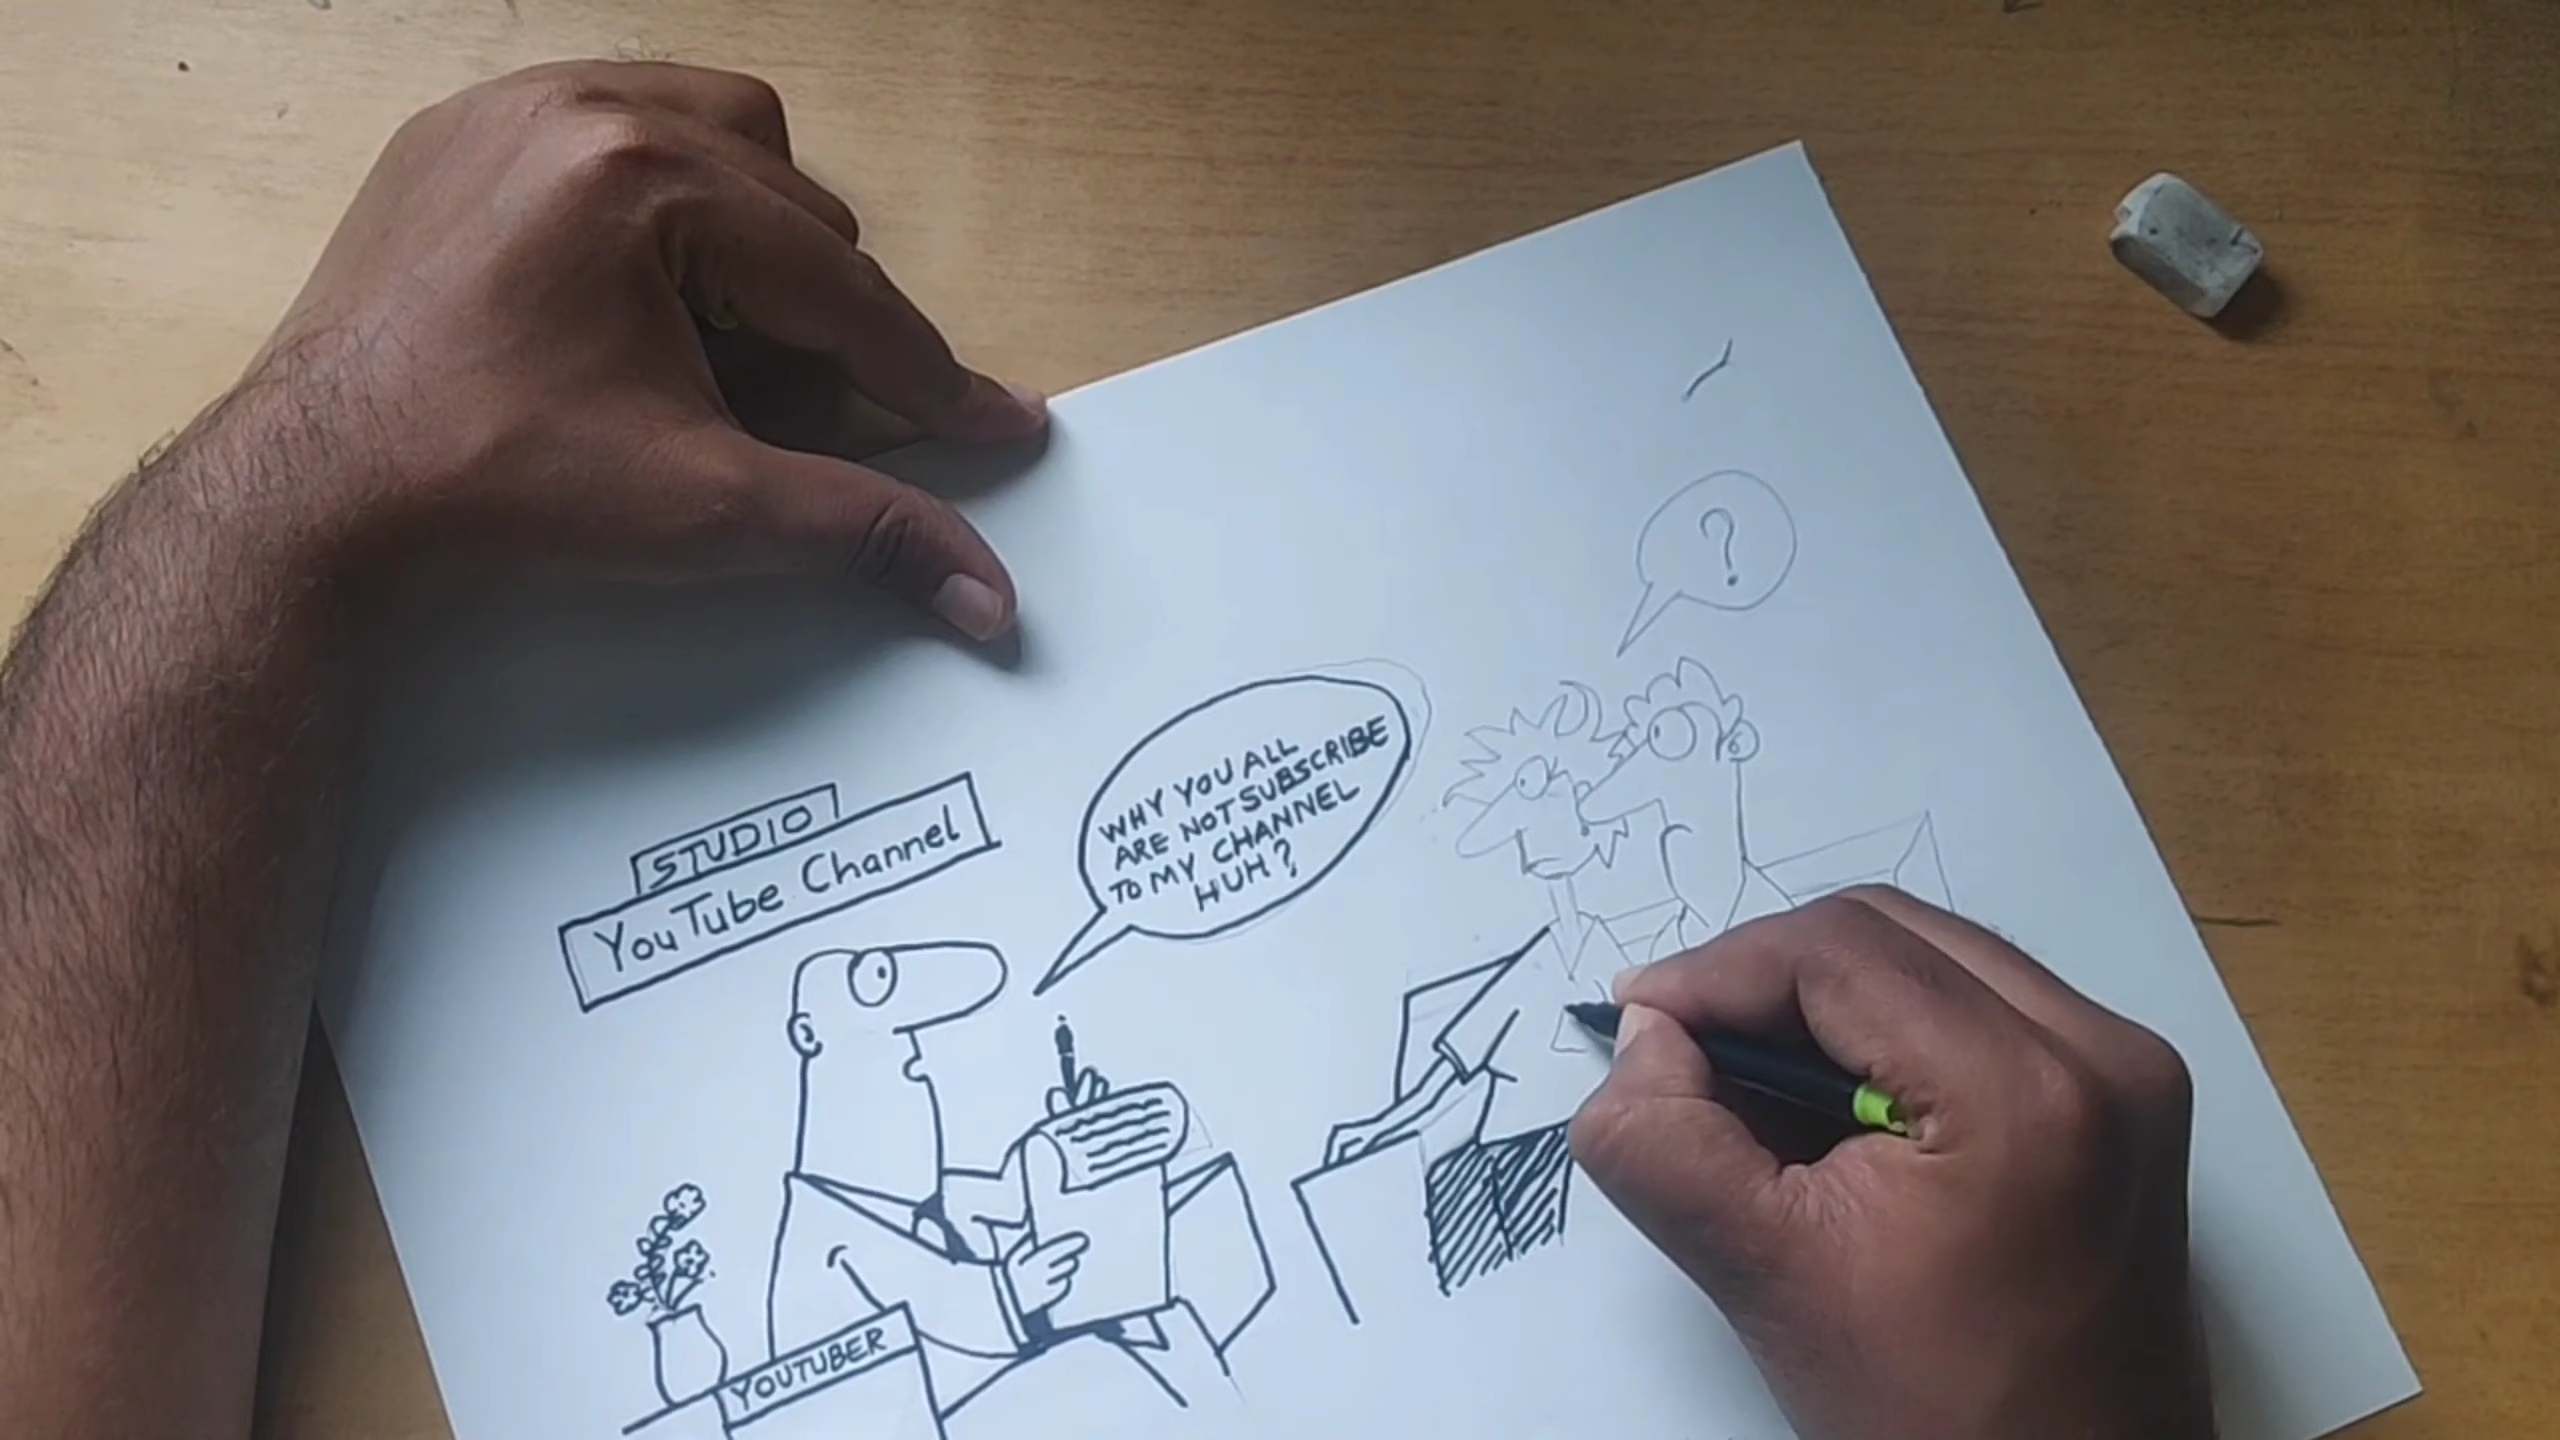 STUDIO
YouTube Channel
WHY YOU ALL
ARE NOT SUBSCRIBE
TO MY CHANNEL
HUH?
?
YOUTUBER